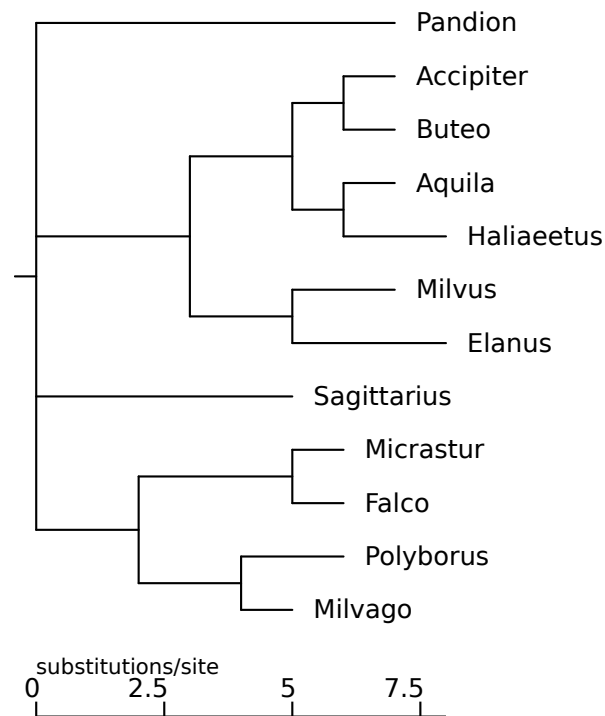 Pandion
Accipiter
Buteo
Aquila
Haliaeetus
Milvus
Elanus
Sagittarius
Micrastur
Falco
Polyborus
Milvago
substitutions/site
0 2.5 5 7.5